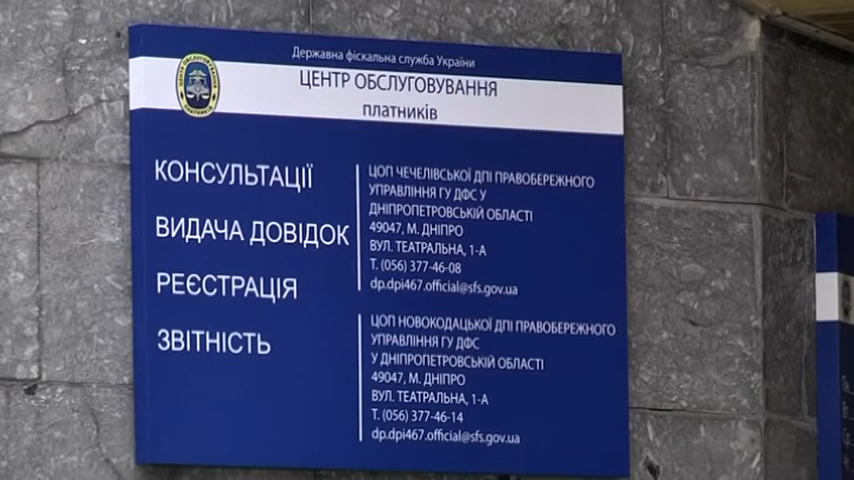 Державна фіскальна служба України
ЦЕНТР ОБСЛУГОВУВАННЯ
платників
ЦЕНТР ОБСЛУГОВУВАННЯ
ПЛАТНИКІВ
КОНСУЛЬТАЦІЇ
ВИДАЧА ДОВІДОК
РЕЄСТРАЦІЯ
ЗВІТНІСТЬ
ЦОП ЧЕЧЕЛІВСЬКОЇ ДПІ ПРАВОБЕРЕЖНОГО
УПРАВЛІННЯ ГУ ДФС У
ДНІПРОПЕТРОВСЬКІЙ ОБЛАСТІ
49047, М. ДНІПРО
ВУЛ. ТЕАТРАЛЬНА, 1-А
Т. (056) 377-46-08
dp.dpi467.official@sfs.gov.ua
ЦОП НОВОКОДАЦЬКОЇ ДПІ ПРАВОБЕРЕЖНОГО
УПРАВЛІННЯ ГУ ДФС
У ДНІПРОПЕТРОВСЬКІЙ ОБЛАСТІ
49047, М. ДНІПРО
ВУЛ. ТЕАТРАЛЬНА, 1-А
Т. (056) 377-46-14
dp.dpi467.official@sfs.gov.ua